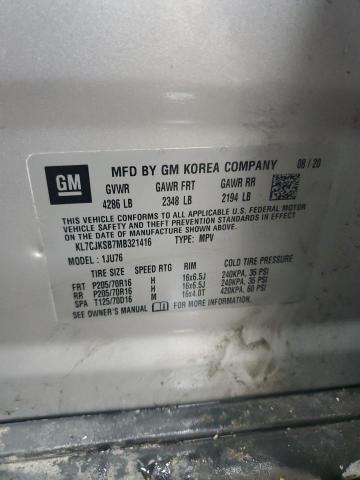 GM
MFD BY GM KOREA COMPANY 08/20
GVWR GAWR FRT GAWR RR
4286 LB 2348 LB 2194 LB
THIS VEHICLE CONFORMS TO ALL APPLICABLE U.S. FEDERAL MOTOR
VEHICLE SAFETY, BUMPER, AND THEFT PREVENTION STANDARDS IN
EFFECT ON THE DATE OF MANUFACTURE SHOWN ABOVE.
KL7CJKSB7MB321416 TYPE: MPV
MODEL: 1JU76
TIRE SIZE SPEED RTG RIM COLD TIRE PRESSURE
FRT P205/70R16 H 16x6.5J 240KPA, 35 PSI
RR P205/70R16 H 16x6.5J 240KPA, 35 PSI
SPA T125/70D16 M 16x4.0T 420KPA, 60 PSI
SEE OWNER'S MANUAL FOR ADDITIONAL INFORMATION.